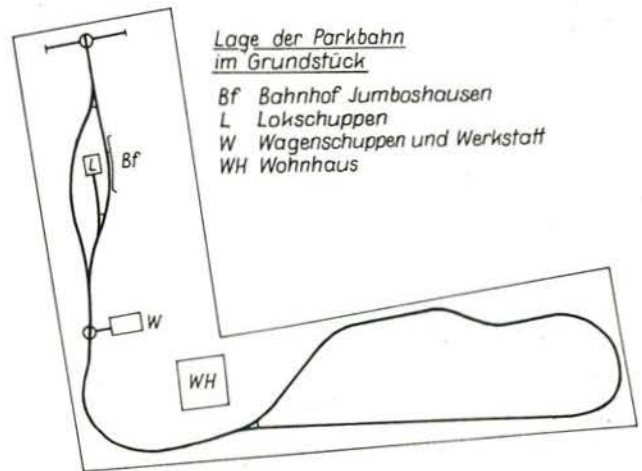 Lage der Parkbahn
im Grundstück
Bf Bahnhof Jumboshausen
L Lokschuppen
W Wagenschuppen und Werkstatt
WH Wohnhaus
Bf
L
W
WH